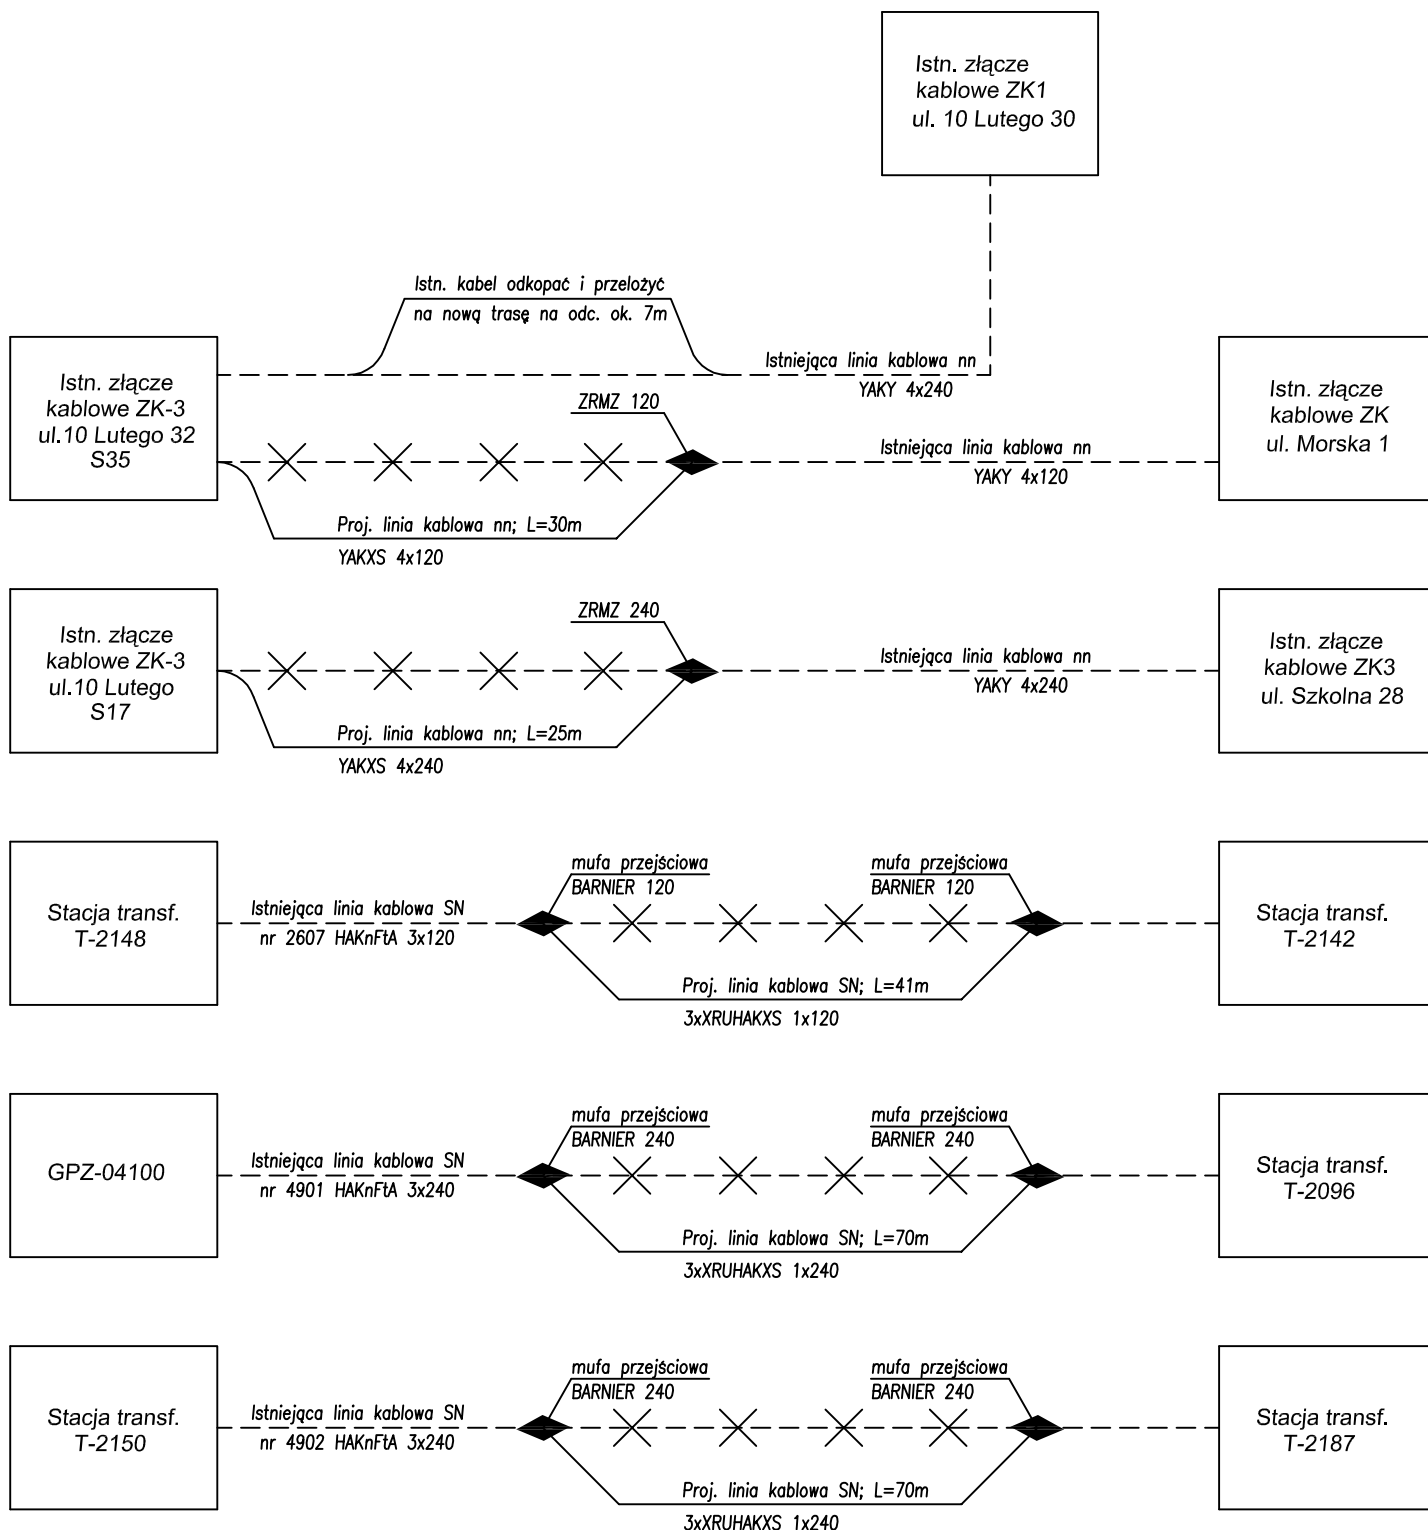 Istn. złącze
kablowe ZK1
ul. 10 Lutego 30
Istn. kabel odkopać i przelożyć
na nową trasę na odc. ok. 7m
Istniejąca linia kablowa nn
YAKY 4x240
Istn. złącze
kablowe ZK-3
ul.10 Lutego 32
S35
ZRMZ 120
Istniejąca linia kablowa nn
YAKY 4x120
Istn. złącze
kablowe ZK
ul. Morska 1
Proj. linia kablowa nn; L=30m
YAKXS 4x120
Istn. złącze
kablowe ZK-3
ul.10 Lutego
S17
ZRMZ 240
Istniejąca linia kablowa nn
YAKY 4x240
Istn. złącze
kablowe ZK3
ul. Szkolna 28
Proj. linia kablowa nn; L=25m
YAKXS 4x240
Stacja transf.
T-2148
Istniejąca linia kablowa SN
nr 2607 HAKnFtA 3x120
mufa przejściowa
BARNIER 120
mufa przejściowa
BARNIER 120
Stacja transf.
T-2142
Proj. linia kablowa SN; L=41m
3xXRUHAKXS 1x120
GPZ-04100
Istniejąca linia kablowa SN
nr 4901 HAKnFtA 3x240
mufa przejściowa
BARNIER 240
mufa przejściowa
BARNIER 240
Stacja transf.
T-2096
Proj. linia kablowa SN; L=70m
3xXRUHAKXS 1x240
Stacja transf.
T-2150
Istniejąca linia kablowa SN
nr 4902 HAKnFtA 3x240
mufa przejściowa
BARNIER 240
mufa przejściowa
BARNIER 240
Stacja transf.
T-2187
Proj. linia kablowa SN; L=70m
3xXRUHAKXS 1x240